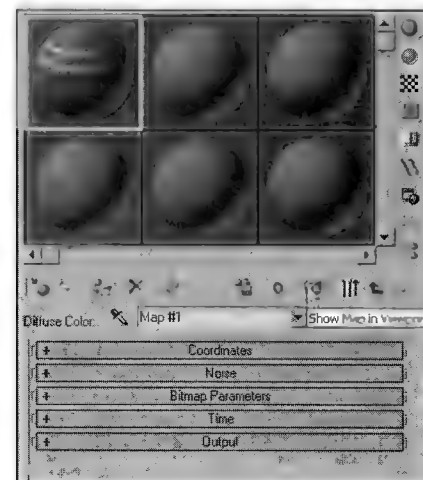 Diffuse Color:
Map #1
Show Map in Viewport
Coordinates
Noise
Bitmap Parameters
Time
Output